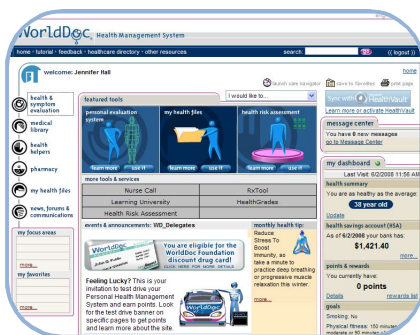 WorldDoc Health Management System
home · tutorial · feedback · healthcare directory · other resources
search: go (( logout ))
welcome: Jennifer Hall
home
launch care navigator save to favorites print page
health & symptom evaluation
medical library
health helpers
pharmacy
my health files
news, forums & communications
my focus areas
more...
my favorites
more...
featured tools
I would like to...
personal evaluation system
learn more use it
my health files
learn more use it
health risk assessment
learn more use it
more tools & services
Nurse Call RxTool
Learning University HealthGrades
Health Risk Assessment
events & announcements: WD_Delegates
WorldDoc
You are eligible for the
WorldDoc Foundation
discount drug card!
CLICK HERE FOR MORE DETAILS
Feeling Lucky? This is your
invitation to test drive your
Personal Health Management
System and earn points. Look
for the test drive banner on
specific pages to get points
and learn more about the site.
monthly health tip:
Reduce
Stress To
Boost
Immunity, so
take a minute to
practice deep breathing
or progressive muscle
relaxation this winter.
more...
Sync with HealthVault
Learn more or activate HealthVault
message center
You have 0 new messages
go to Message Center
my dashboard
Last Visit: 6/2/2008 11:56 AM
health summary
You are as healthy as the average:
38 year old
Update
health savings account (HSA)
As of 6/2/2008 your bank has:
$1,421.40
more...
points & rewards
You currently have:
0 points
Details rewards list
goals
Smoking: No
Physical fitness: 150 minutes